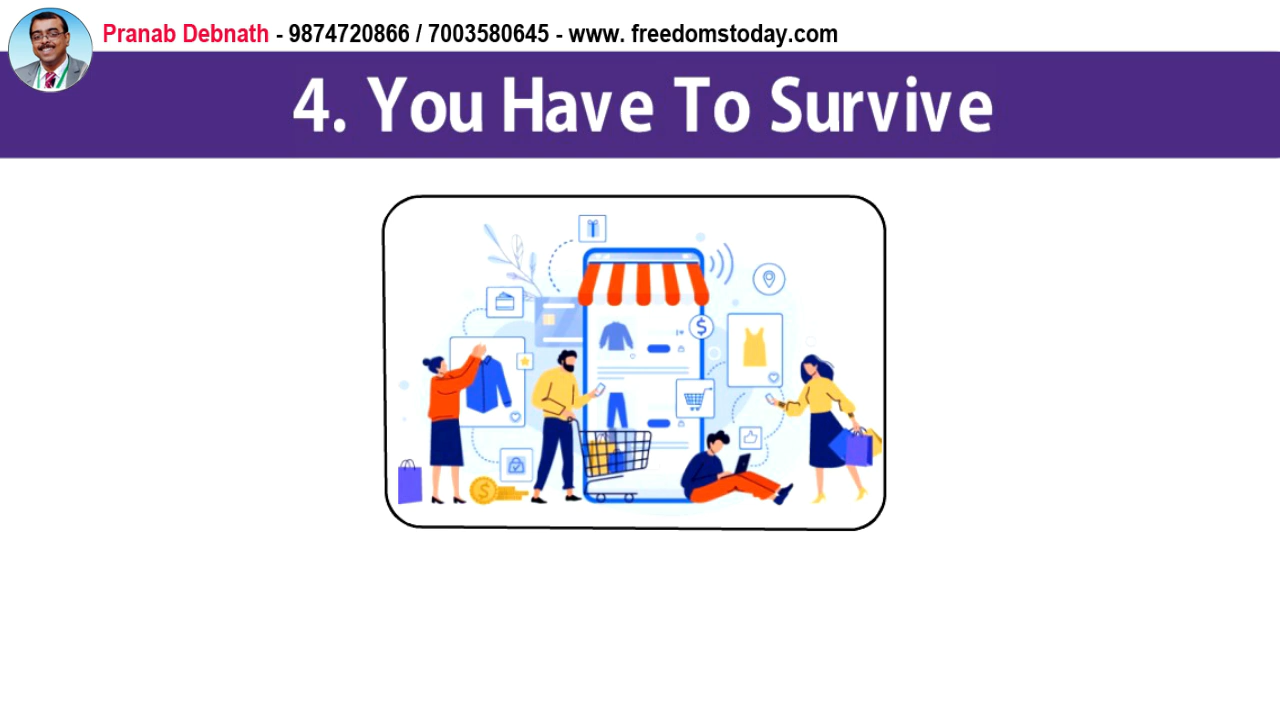 Pranab Debnath - 9874720866 / 7003580645 - www. freedomstoday.com
4. You Have To Survive
$
$